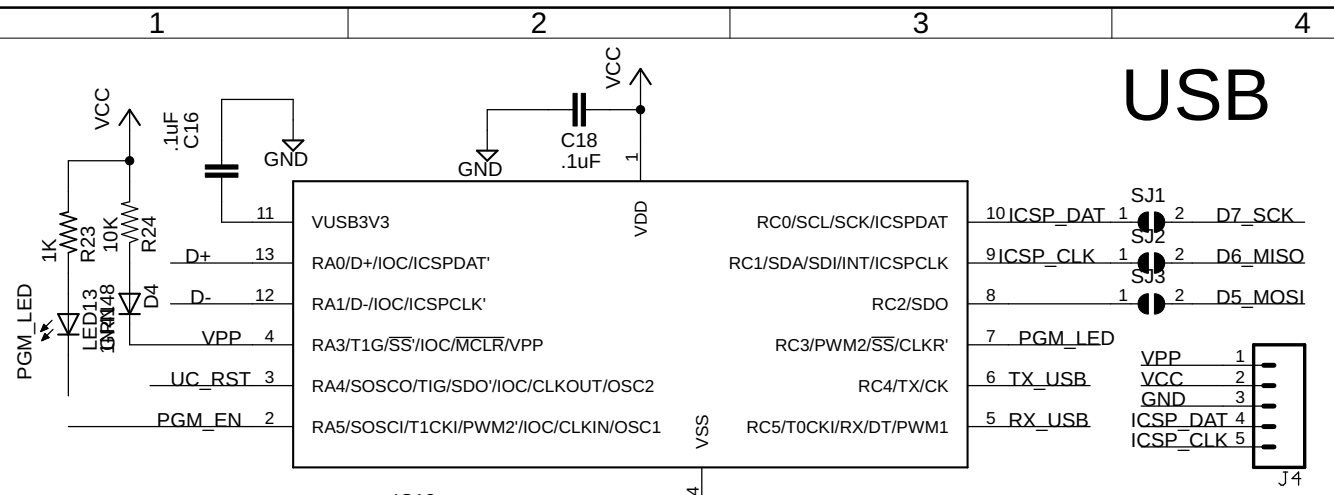 1 2 3 4
USB
VCC
.1uF
C16
GND
VCC
C18
.1uF
GND
1
VDD
1K
R23
10K
R24
D4
PGM_LED
LED13
11 VUSB3V3
D+ 13 RA0/D+/IOC/ICSPDAT'
D- 12 RA1/D-/IOC/ICSPCLK'
VPP 4 RA3/T1G/SS'/IOC/MCLR/VPP
UC_RST 3 RA4/SOSCO/TIG/SDO'/IOC/CLKOUT/OSC2
PGM_EN 2 RA5/SOSCI/T1CKI/PWM2'/IOC/CLKIN/OSC1
VSS
RC0/SCL/SCK/ICSPDAT 10 ICSP_DAT 1 SJ1 2 D7_SCK
RC1/SDA/SDI/INT/ICSPCLK 9 ICSP_CLK 1 SJ2 2 D6_MISO
RC2/SDO 8 1 SJ3 2 D5_MOSI
RC3/PWM2/SS/CLKR' 7 PGM_LED
RC4/TX/CK 6 TX_USB
RC5/T0CKI/RX/DT/PWM1 5 RX_USB
VPP 1
VCC 2
GND 3
ICSP_DAT 4
ICSP_CLK 5
J4